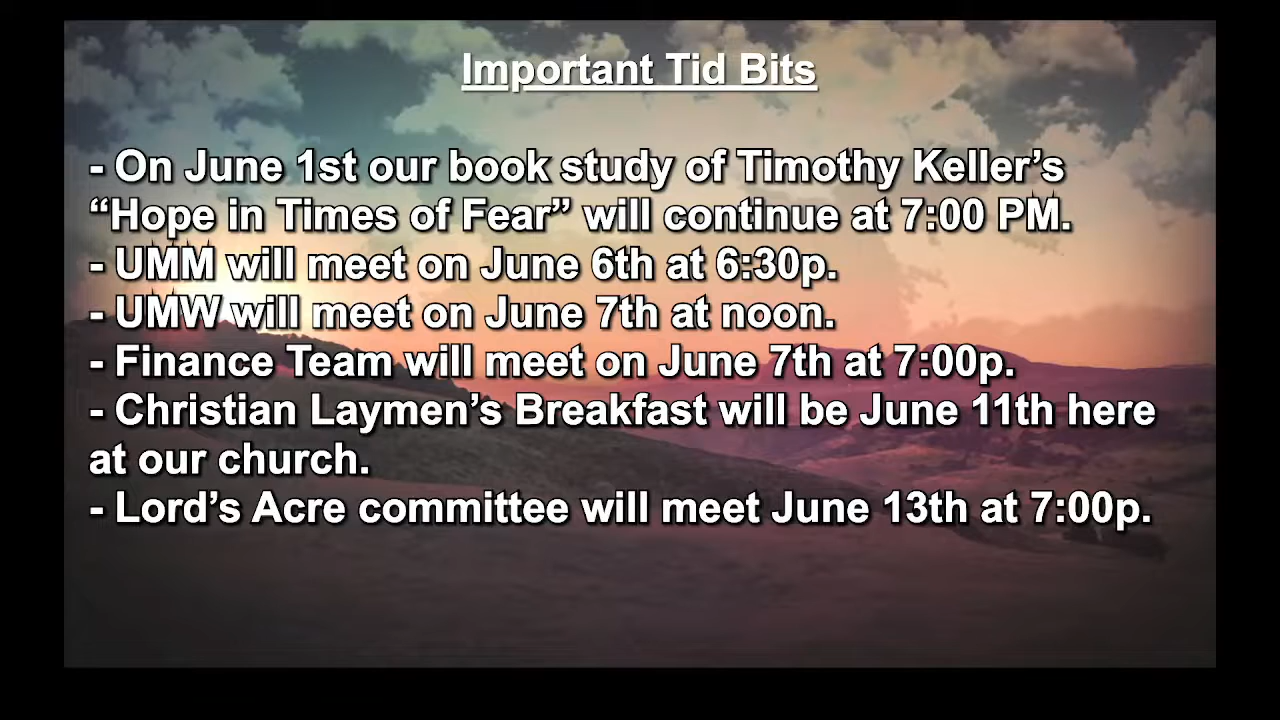 Important Tid Bits
- On June 1st our book study of Timothy Keller’s
“Hope in Times of Fear” will continue at 7:00 PM.
- UMM will meet on June 6th at 6:30p.
- UMW will meet on June 7th at noon.
- Finance Team will meet on June 7th at 7:00p.
- Christian Laymen’s Breakfast will be June 11th here
at our church.
- Lord’s Acre committee will meet June 13th at 7:00p.